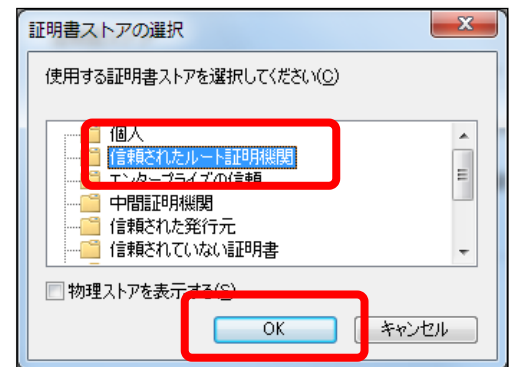 証明書ストアの選択
使用する証明書ストアを選択してください(C)
個人
信頼されたルート証明機関
エンタープライズの信頼
中間証明機関
信頼された発行元
信頼されていない証明書
物理ストアを表示する(S)
OK
キャンセル